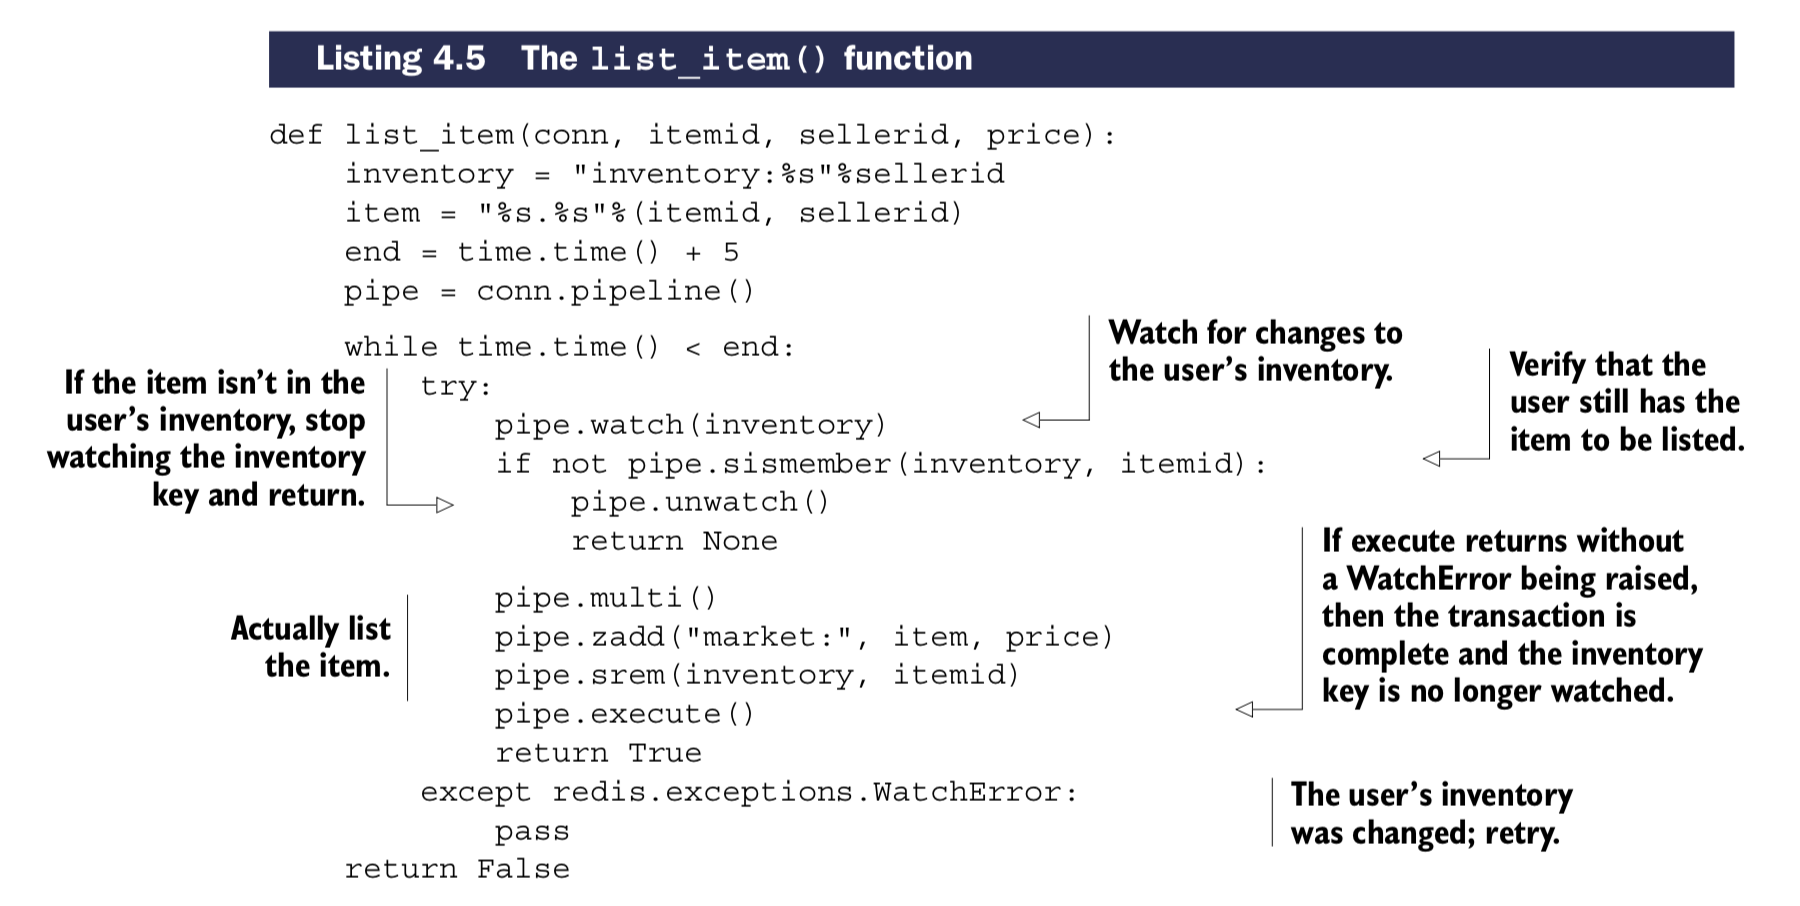 Listing 4.5 The list_item() function
def list_item(conn, itemid, sellerid, price):
    inventory = "inventory:%s"%sellerid
    item = "%s.%s"%(itemid, sellerid)
    end = time.time() + 5
    pipe = conn.pipeline()
    while time.time() < end:
        try:
            pipe.watch(inventory)
            if not pipe.sismember(inventory, itemid):
                pipe.unwatch()
                return None
            pipe.multi()
            pipe.zadd("market:", item, price)
            pipe.srem(inventory, itemid)
            pipe.execute()
            return True
        except redis.exceptions.WatchError:
            pass
    return False
Watch for changes to
the user's inventory.
Verify that the
user still has the
item to be listed.
If the item isn't in the
user's inventory, stop
watching the inventory
key and return.
If execute returns without
a WatchError being raised,
then the transaction is
complete and the inventory
key is no longer watched.
Actually list
the item.
The user's inventory
was changed; retry.